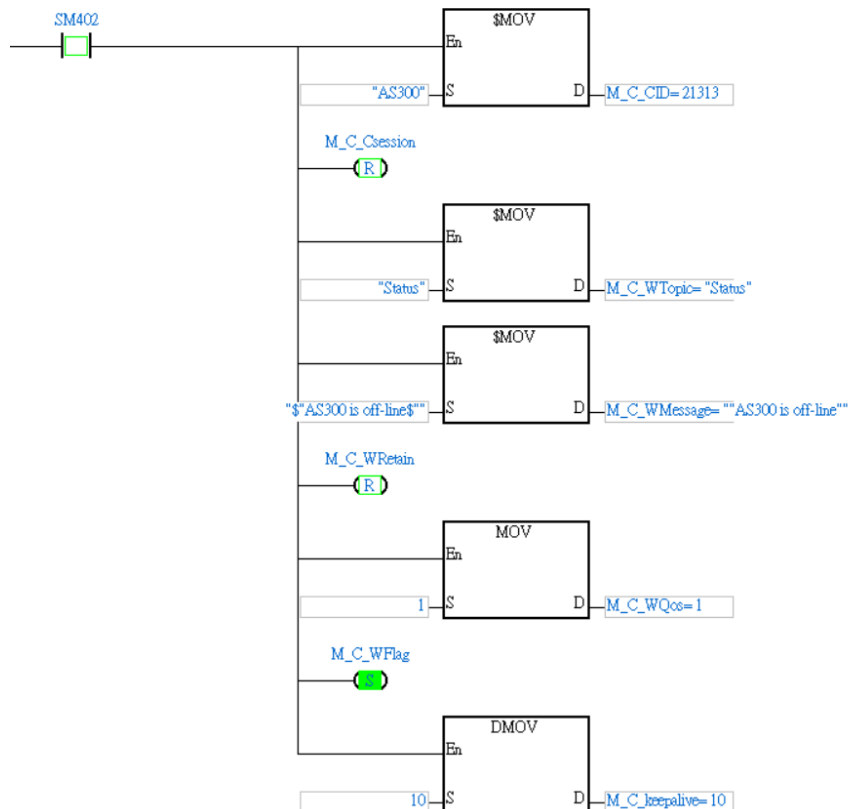 SM402
$MOV
En
"AS300" S D M_C_CID= 21313
M_C_Csession
R
$MOV
En
"Status" S D M_C_WTopic= "Status"
$MOV
En
"$"AS300 is off-line$"" S D M_C_WMessage= ""AS300 is off-line""
M_C_WRetain
R
MOV
En
1 S D M_C_WQos= 1
M_C_WFlag
S
DMOV
En
10 S D M_C_keepalive= 10